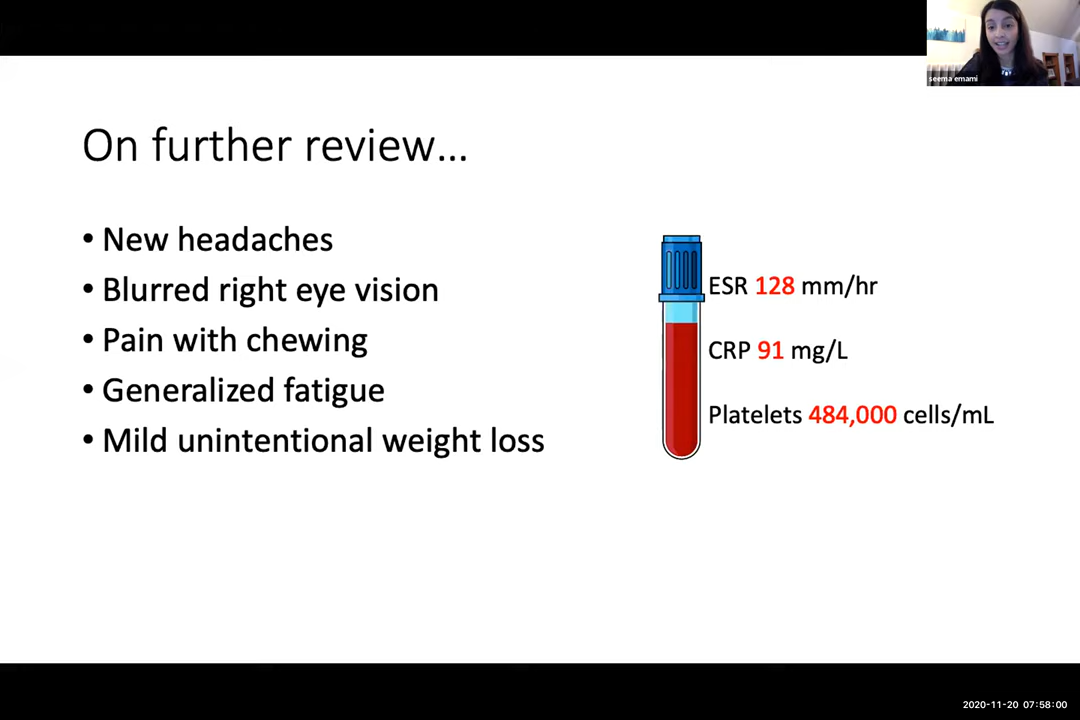 seema emami
On further review...
• New headaches
• Blurred right eye vision
• Pain with chewing
• Generalized fatigue
• Mild unintentional weight loss
ESR 128 mm/hr
CRP 91 mg/L
Platelets 484,000 cells/mL
2020-11-20 07:58:00